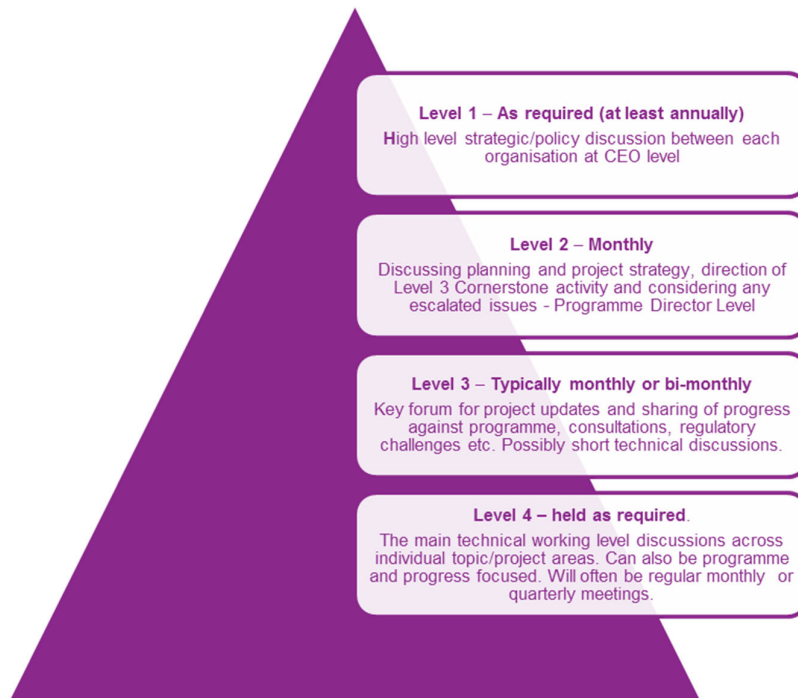 Level 1 – As required (at least annually)
High level strategic/policy discussion between each
organisation at CEO level
Level 2 – Monthly
Discussing planning and project strategy, direction of
Level 3 Cornerstone activity and considering any
escalated issues - Programme Director Level
Level 3 – Typically monthly or bi-monthly
Key forum for project updates and sharing of progress
against programme, consultations, regulatory
challenges etc. Possibly short technical discussions.
Level 4 – held as required.
The main technical working level discussions across
individual topic/project areas. Can also be programme
and progress focused. Will often be regular monthly or
quarterly meetings.